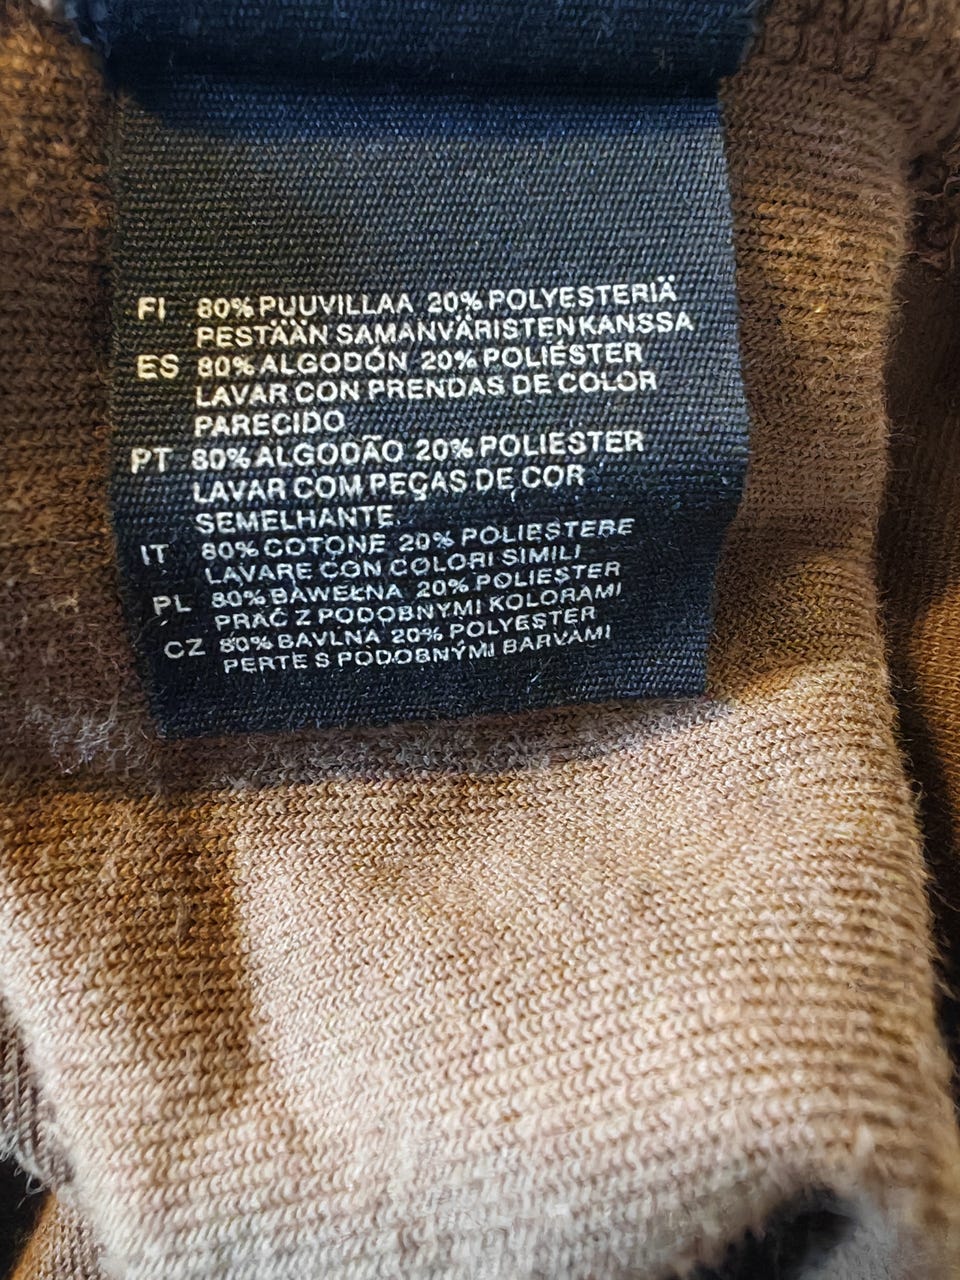 FI 80% PUUVILLAA 20% POLYESTERIÄ
PESTÄÄN SAMANVÄRISTEN KANSSA
ES 80% ALGODÓN 20% POLIÉSTER
LAVAR CON PRENDAS DE COLOR
PARECIDO
PT 80% ALGODÃO 20% POLIESTER
LAVAR COM PEÇAS DE COR
SEMELHANTE.
IT 80% COTONE 20% POLIESTERE
LAVARE CON COLORI SIMILI
PL 80% BAWEŁNA 20% POLIESTER
PRAĆ Z PODOBNYMI KOLORAMI
CZ 80% BAVLNA 20% POLYESTER
PERTE S PODOBNÝMI BARVAMI